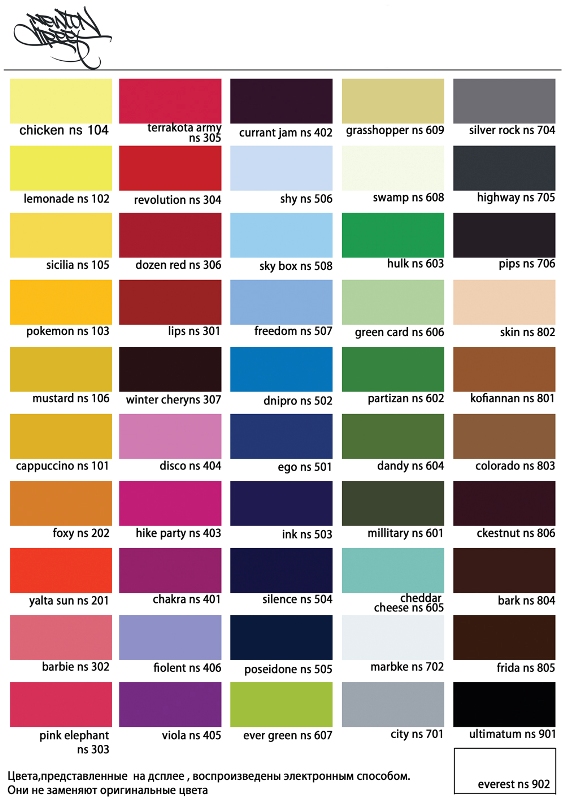 NEWTON
STREET
chicken ns 104
terrakota army
ns 305
currant jam ns 402
grasshopper ns 609
silver rock ns 704
lemonade ns 102
revolution ns 304
shy ns 506
swamp ns 608
highway ns 705
sicilia ns 105
dozen red ns 306
sky box ns 508
hulk ns 603
pips ns 706
pokemon ns 103
lips ns 301
freedom ns 507
green card ns 606
skin ns 802
mustard ns 106
winter cheryns 307
dnipro ns 502
partizan ns 602
kofiannan ns 801
cappuccino ns 101
disco ns 404
ego ns 501
dandy ns 604
colorado ns 803
foxy ns 202
hike party ns 403
ink ns 503
millitary ns 601
ckestnut ns 806
yalta sun ns 201
chakra ns 401
silence ns 504
cheddar
cheese ns 605
bark ns 804
barbie ns 302
fiolent ns 406
poseidone ns 505
marbke ns 702
frida ns 805
pink elephant
ns 303
viola ns 405
ever green ns 607
city ns 701
ultimatum ns 901
everest ns 902
Цвета,представленные на дсплее , воспроизведены электронным способом.
Они не заменяют оригинальные цвета